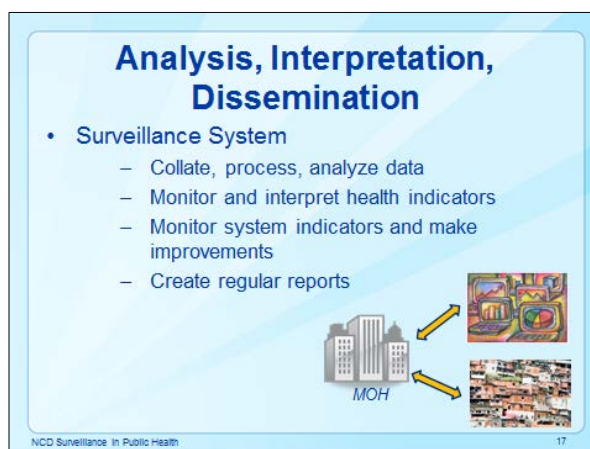 Analysis, Interpretation,
Dissemination
• Surveillance System
– Collate, process, analyze data
– Monitor and interpret health indicators
– Monitor system indicators and make
improvements
– Create regular reports
MOH
NCD Surveillance in Public Health
17